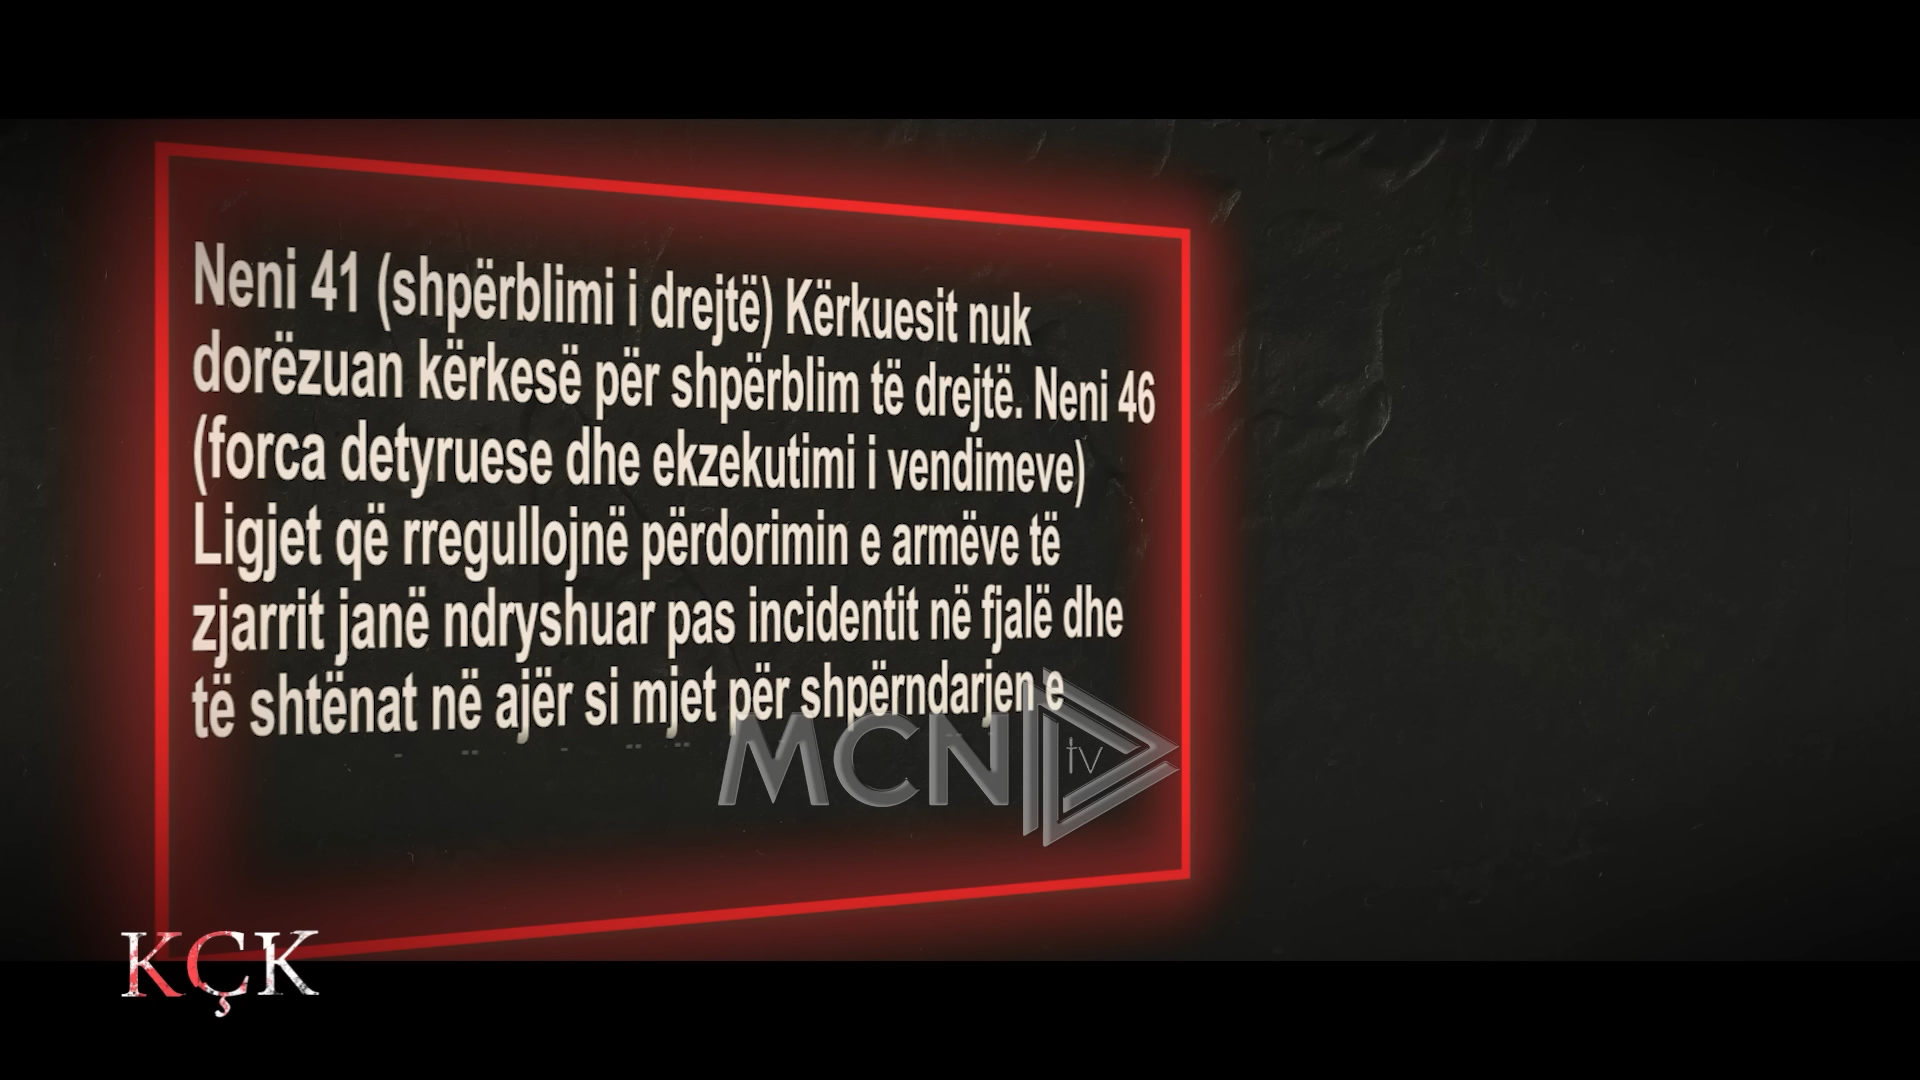 Neni 41 (shpërblimi i drejtë) Kërkuesit nuk
dorëzuan kërkesë për shpërblim të drejtë. Neni 46
(forca detyruese dhe ekzekutimi i vendimeve)
Ligjet që rregullojnë përdorimin e armëve të
zjarrit janë ndryshuar pas incidentit në fjalë dhe
të shtënat në ajër si mjet për shpërndarjen e
MCN tv
KÇK